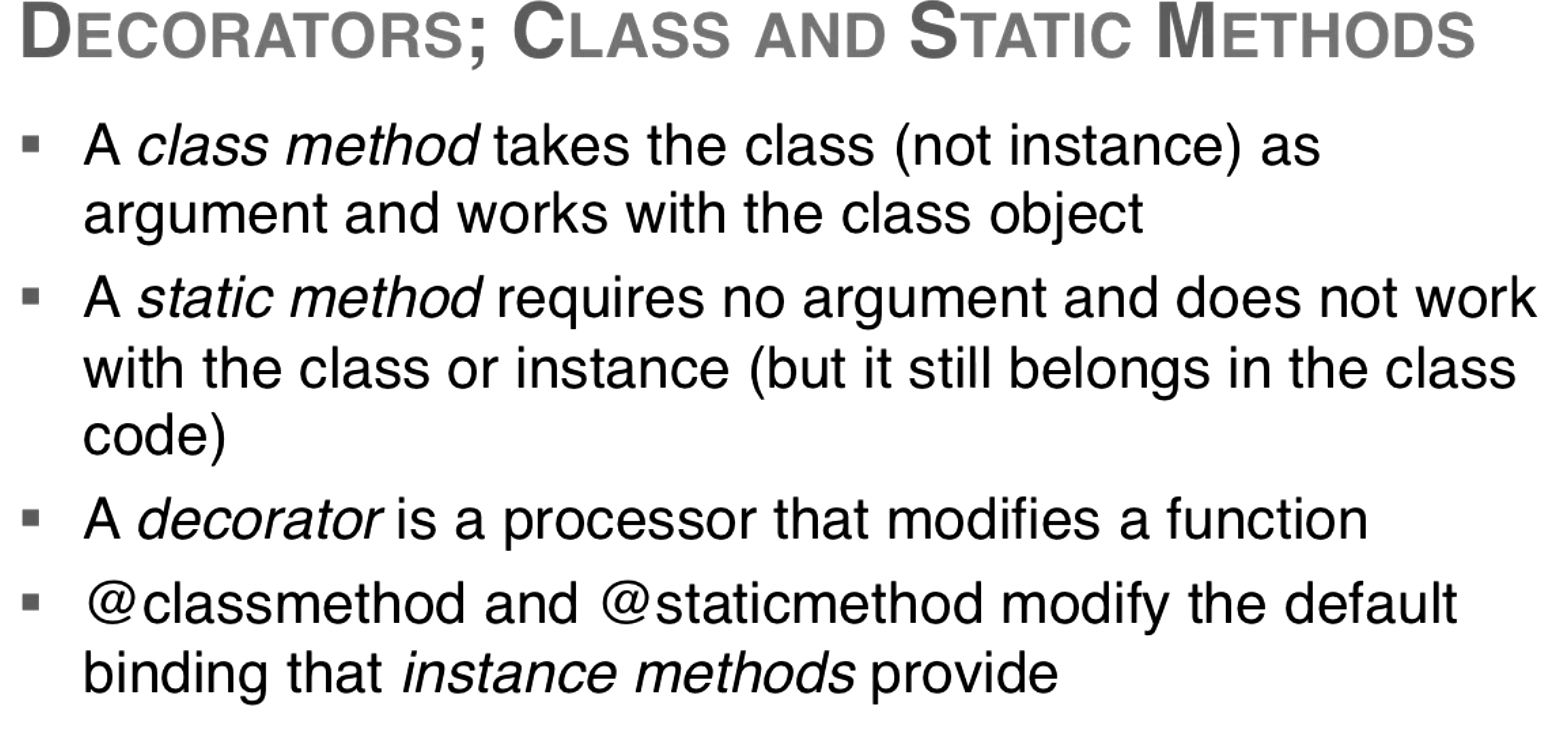 DECORATORS; CLASS AND STATIC METHODS
▪ A class method takes the class (not instance) as
argument and works with the class object
▪ A static method requires no argument and does not work
with the class or instance (but it still belongs in the class
code)
▪ A decorator is a processor that modifies a function
▪ @classmethod and @staticmethod modify the default
binding that instance methods provide